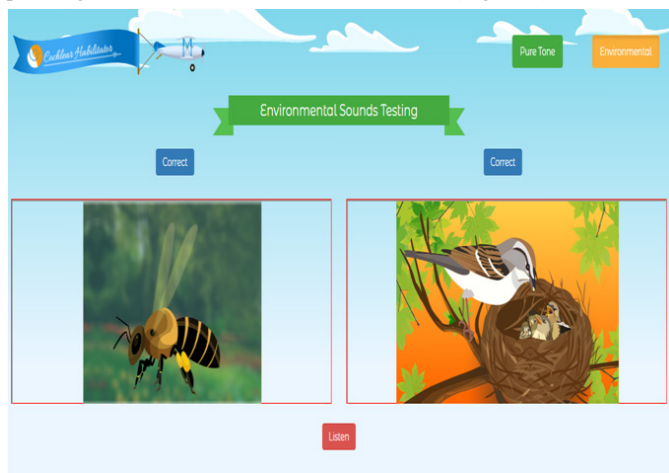 Cochlear Habilitator
M
Pure Tone
Environmental
Environmental Sounds Testing
Correct
Correct
Listen